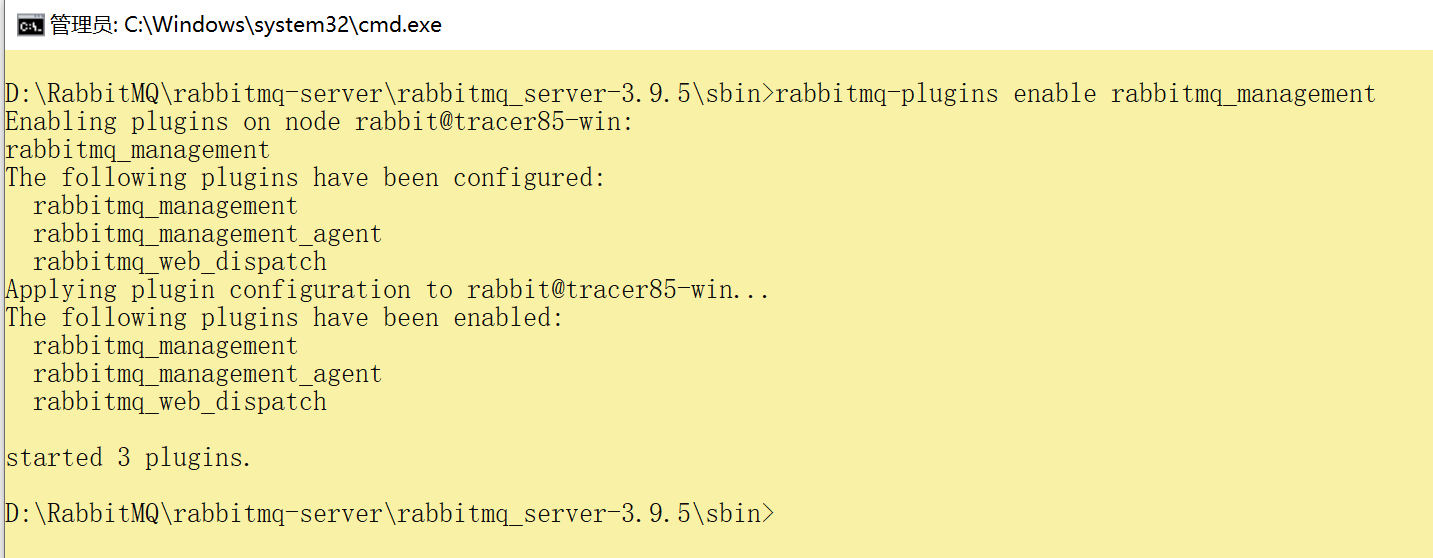 管理员: C:\Windows\system32\cmd.exe
D:\RabbitMQ\rabbitmq-server\rabbitmq_server-3.9.5\sbin>rabbitmq-plugins enable rabbitmq_management
Enabling plugins on node rabbit@tracer85-win:
rabbitmq_management
The following plugins have been configured:
  rabbitmq_management
  rabbitmq_management_agent
  rabbitmq_web_dispatch
Applying plugin configuration to rabbit@tracer85-win...
The following plugins have been enabled:
  rabbitmq_management
  rabbitmq_management_agent
  rabbitmq_web_dispatch
started 3 plugins.
D:\RabbitMQ\rabbitmq-server\rabbitmq_server-3.9.5\sbin>